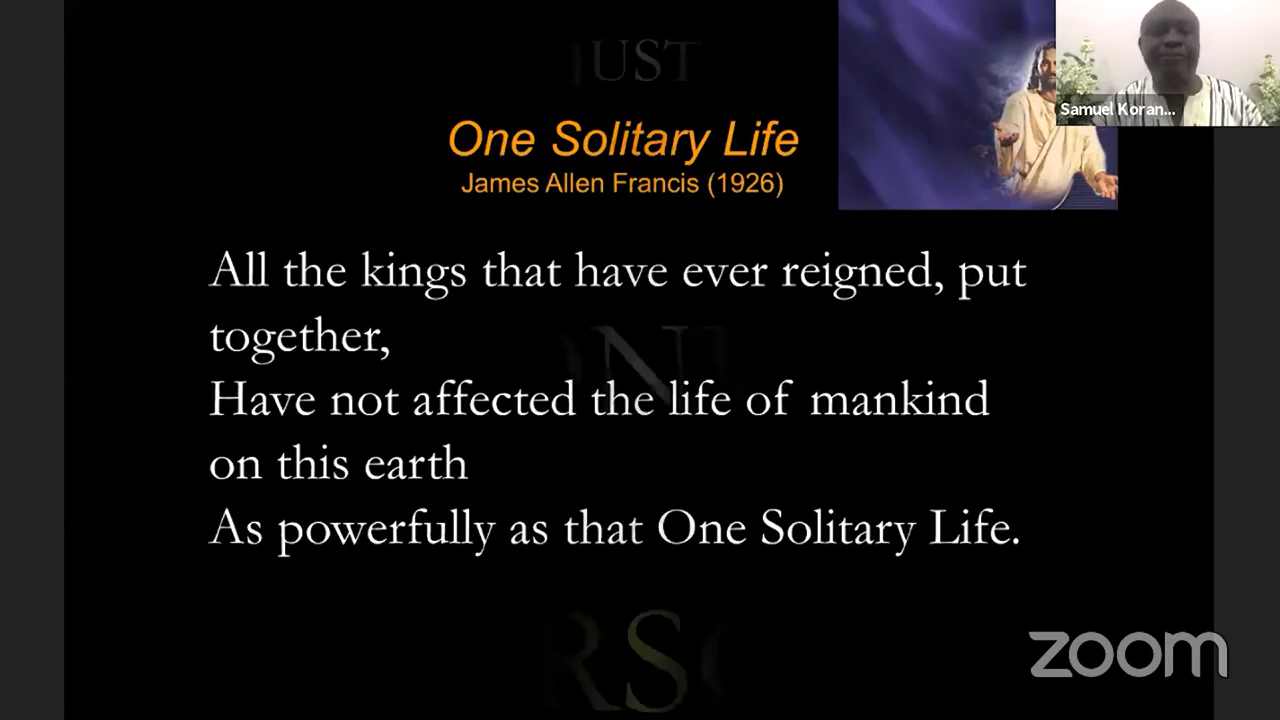 UST
One Solitary Life
James Allen Francis (1926)
Samuel Koran...
All the kings that have ever reigned, put
together,
Have not affected the life of mankind
on this earth
As powerfully as that One Solitary Life.
zoom